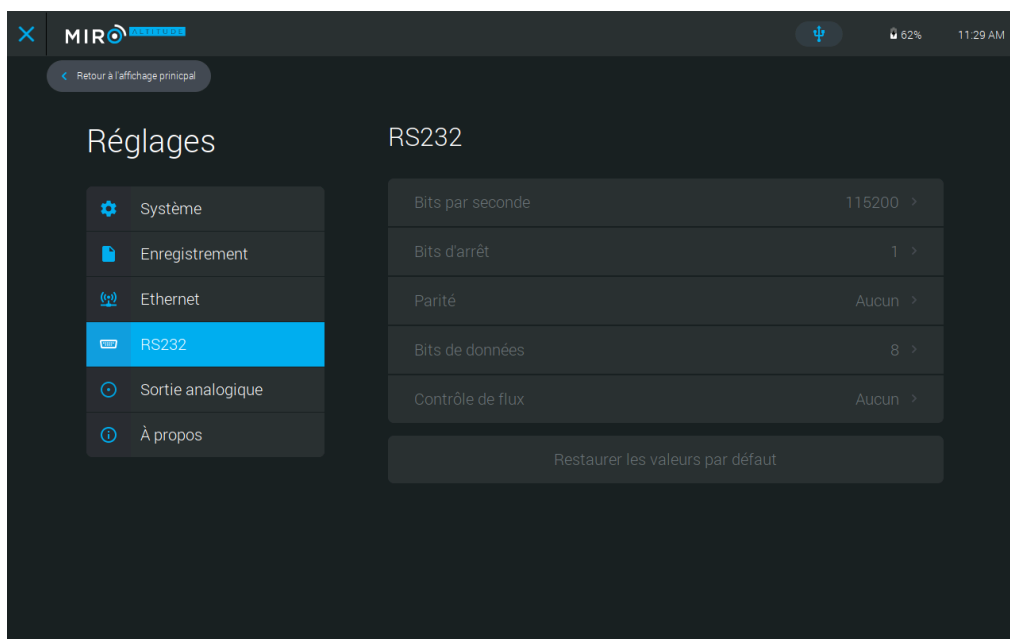 MIRO ALTITUDE 62% 11:29 AM
Retour à l'affichage prinicpal
Réglages
Système
Enregistrement
Ethernet
RS232
Sortie analogique
À propos
RS232
Bits par seconde 115200
Bits d'arrêt 1
Parité Aucun
Bits de données 8
Contrôle de flux Aucun
Restaurer les valeurs par défaut